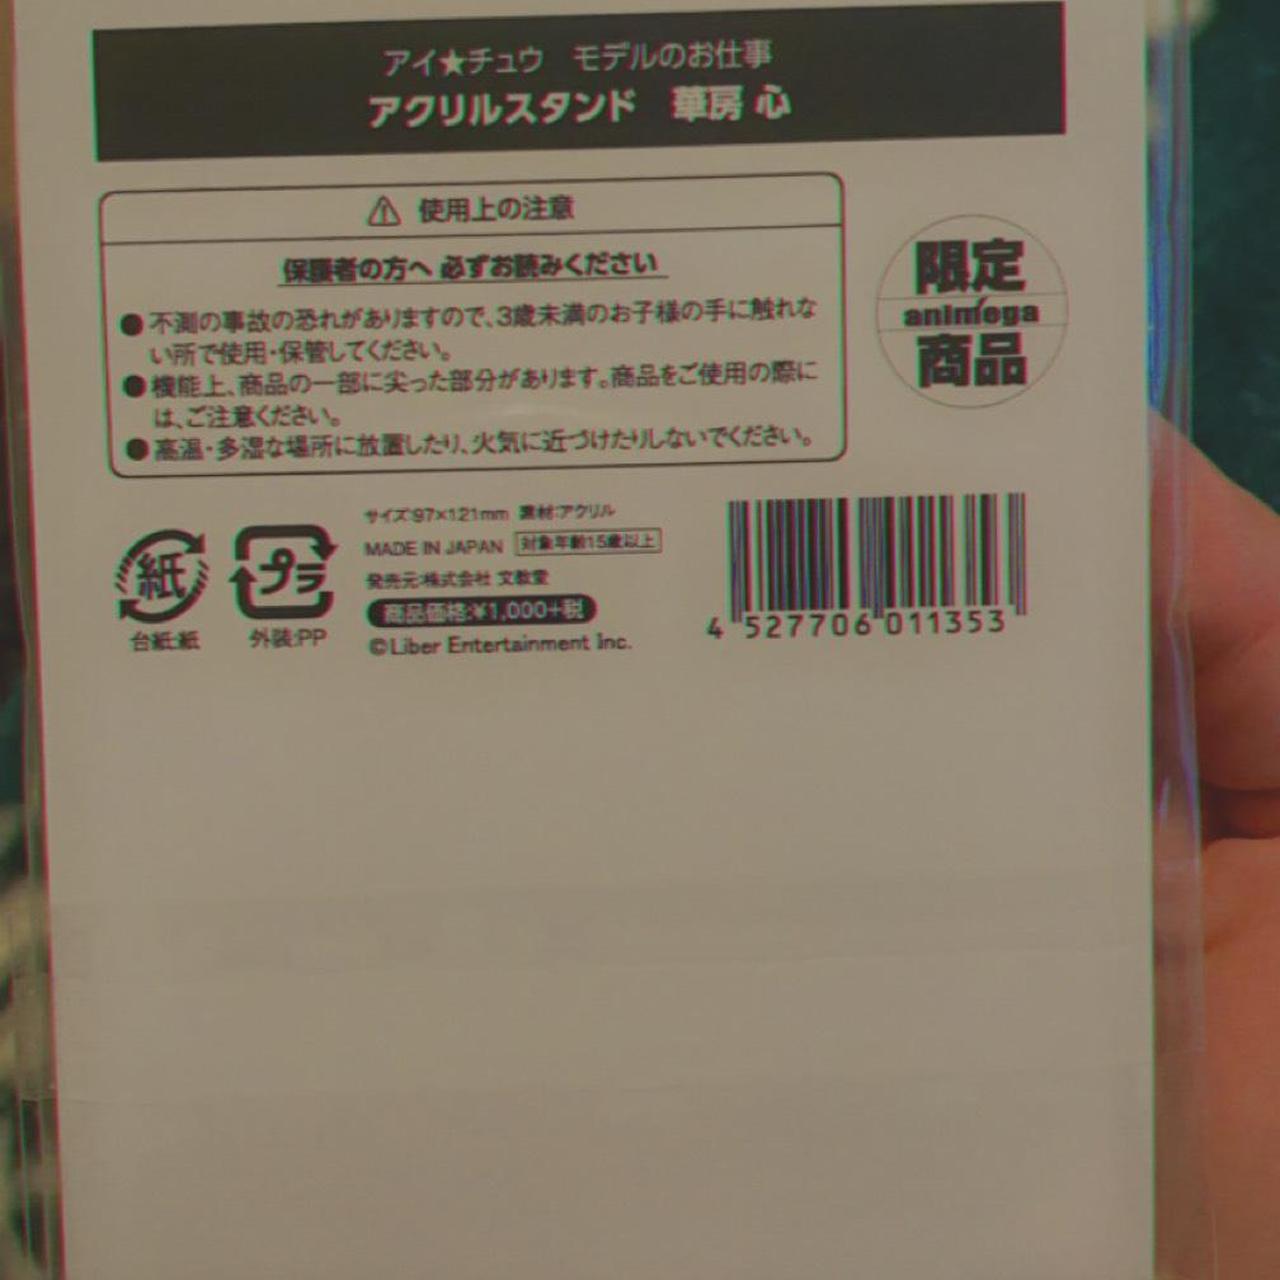 アイ★チュウ　モデルのお仕事
アクリルスタンド　華房 心
⚠ 使用上の注意
保護者の方へ 必ずお読みください
●不測の事故の恐れがありますので、3歳未満のお子様の手に触れな
い所で使用・保管してください。
●機能上、商品の一部に尖った部分があります。商品をご使用の際に
は、ご注意ください。
●高温・多湿な場所に放置したり、火気に近づけたりしないでください。
限定
animega
商品
紙
台紙:紙
プラ
外装:PP
サイズ:97×121mm 素材:アクリル
MADE IN JAPAN 対象年齢15歳以上
発売元:株式会社 文教堂
商品価格:¥1,000+税
©Liber Entertainment Inc.
4 527706 011353